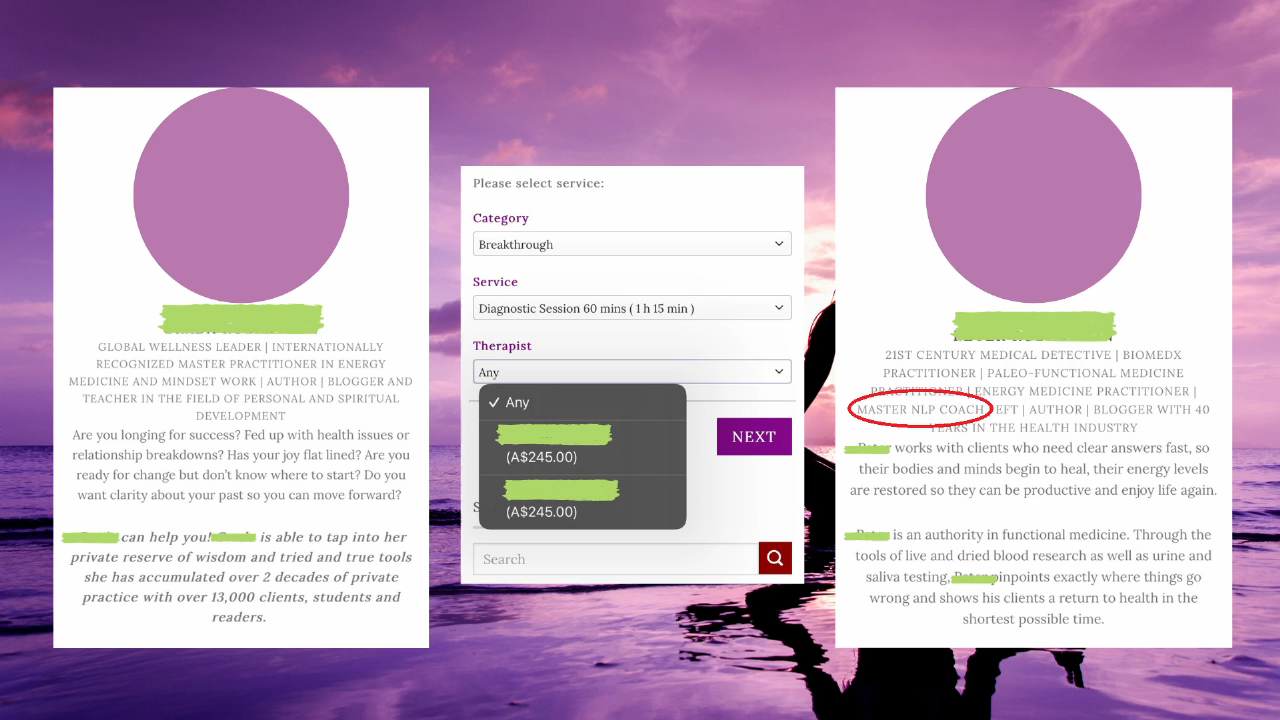 GLOBAL WELLNESS LEADER | INTERNATIONALLY
RECOGNIZED MASTER PRACTITIONER IN ENERGY
MEDICINE AND MINDSET WORK | AUTHOR | BLOGGER AND
TEACHER IN THE FIELD OF PERSONAL AND SPIRITUAL
DEVELOPMENT
Are you longing for success? Fed up with health issues or
relationship breakdowns? Has your joy flat lined? Are you
ready for change but don't know where to start? Do you
want clarity about your past so you can move forward?
can help you! is able to tap into her
private reserve of wisdom and tried and true tools
she has accumulated over 2 decades of private
practice with over 13,000 clients, students and
readers.
Please select service:
Category
Breakthrough
Service
Diagnostic Session 60 mins ( 1 h 15 min )
Therapist
Any
✓ Any
(A$245.00)
(A$245.00)
NEXT
Search
21ST CENTURY MEDICAL DETECTIVE | BIOMEDX
PRACTITIONER | PALEO-FUNCTIONAL MEDICINE
PRACTITIONER | ENERGY MEDICINE PRACTITIONER |
MASTER NLP COACH EFT | AUTHOR | BLOGGER WITH 40
YEARS IN THE HEALTH INDUSTRY
works with clients who need clear answers fast, so
their bodies and minds begin to heal, their energy levels
are restored so they can be productive and enjoy life again.
is an authority in functional medicine. Through the
tools of live and dried blood research as well as urine and
saliva testing, pinpoints exactly where things go
wrong and shows his clients a return to health in the
shortest possible time.